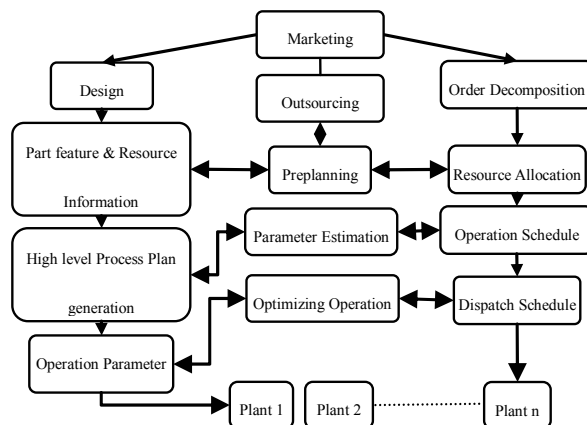 Marketing
Design
Outsourcing
Order Decomposition
Part feature & Resource
Information
Preplanning
Resource Allocation
High level Process Plan
generation
Parameter Estimation
Operation Schedule
Optimizing Operation
Dispatch Schedule
Operation Parameter
Plant 1
Plant 2
Plant n